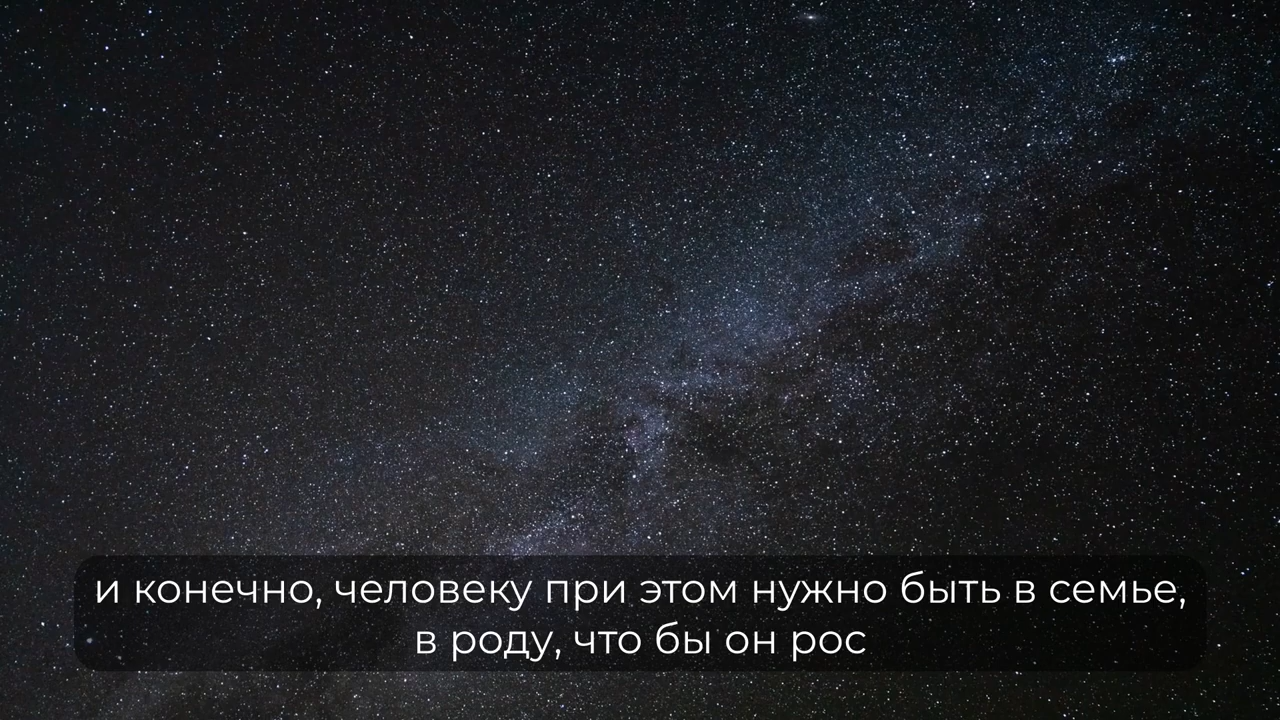 и конечно, человеку при этом нужно быть в семье,
в роду, что бы он рос